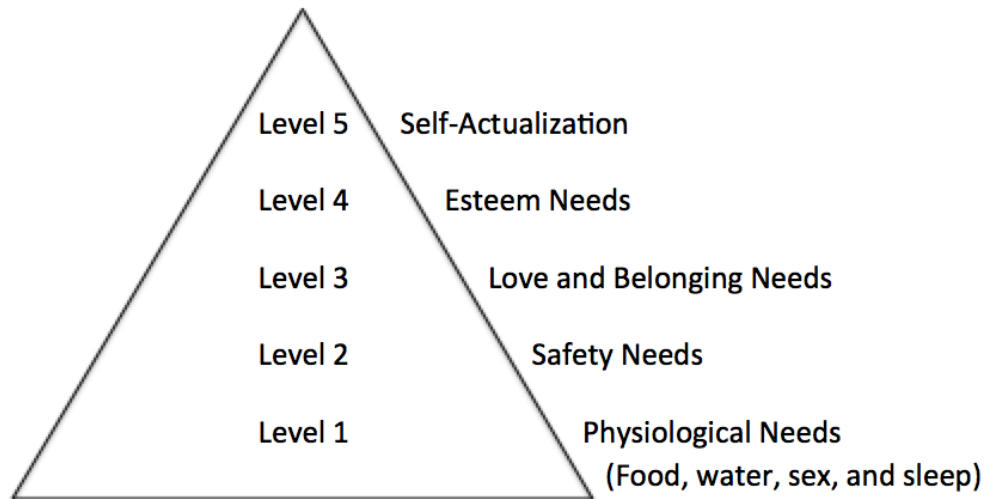 Level 5 Self-Actualization
Level 4 Esteem Needs
Level 3 Love and Belonging Needs
Level 2 Safety Needs
Level 1 Physiological Needs
(Food, water, sex, and sleep)